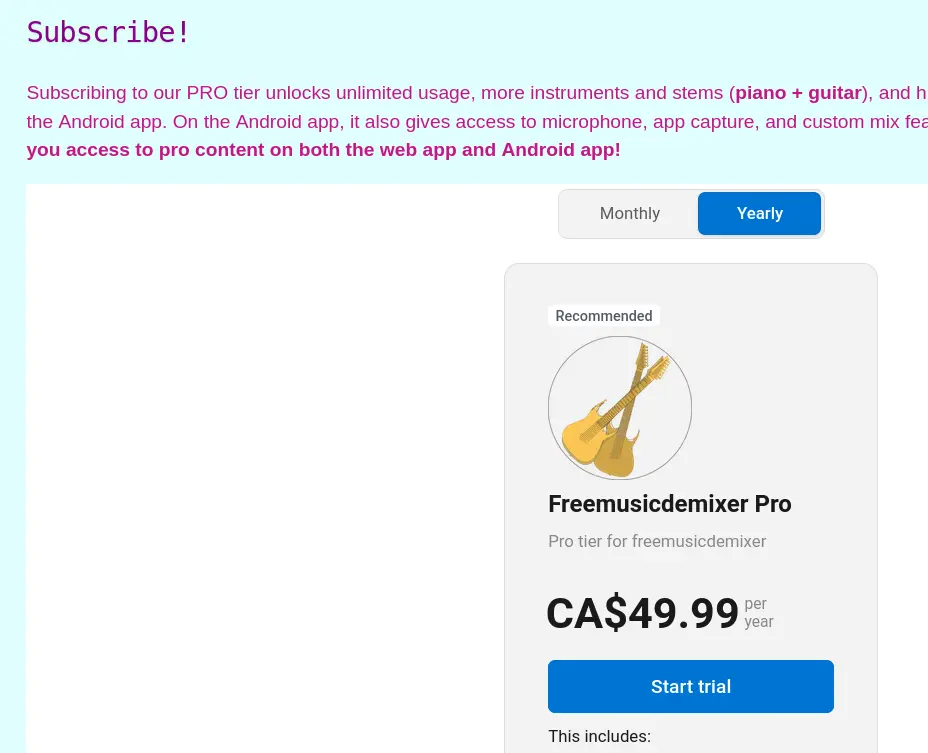 Subscribe!
Subscribing to our PRO tier unlocks unlimited usage, more instruments and stems (piano + guitar), and h
the Android app. On the Android app, it also gives access to microphone, app capture, and custom mix fea
you access to pro content on both the web app and Android app!
Monthly Yearly
Recommended
Freemusicdemixer Pro
Pro tier for freemusicdemixer
CA$49.99 per
year
Start trial
This includes: